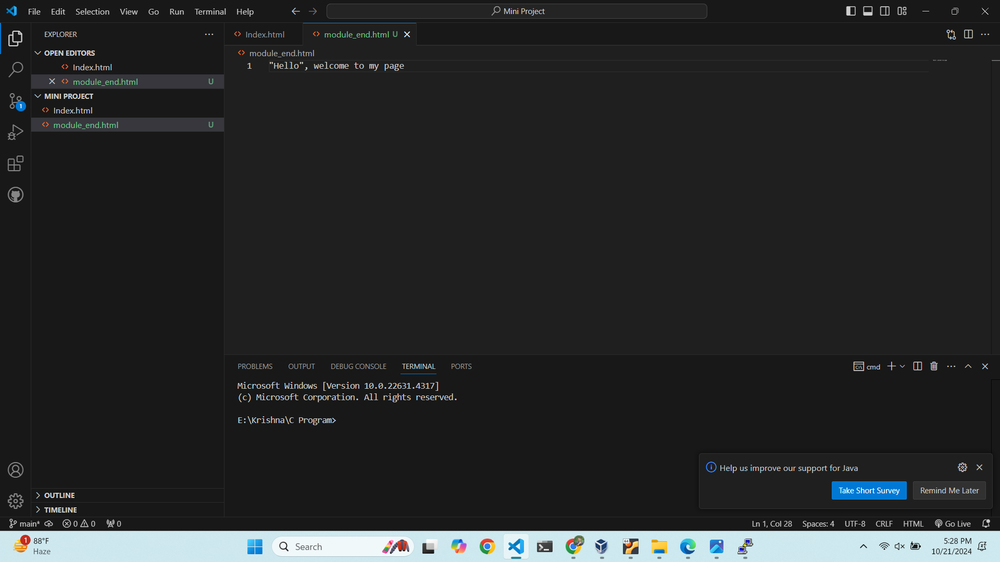 File Edit Selection View Go Run Terminal Help
Mini Project
EXPLORER
OPEN EDITORS
Index.html
module_end.html U
MINI PROJECT
Index.html
module_end.html U
OUTLINE
TIMELINE
Index.html
module_end.html U
module_end.html
1 "Hello", welcome to my page
PROBLEMS OUTPUT DEBUG CONSOLE TERMINAL PORTS
cmd
Microsoft Windows [Version 10.0.22631.4317]
(c) Microsoft Corporation. All rights reserved.
E:\Krishna\C Program>
Help us improve our support for Java
Take Short Survey Remind Me Later
1
main* 0 0 0
Ln 1, Col 28 Spaces: 4 UTF-8 CRLF HTML Go Live
1 88°F
Haze
Search
64
5:28 PM
10/21/2024